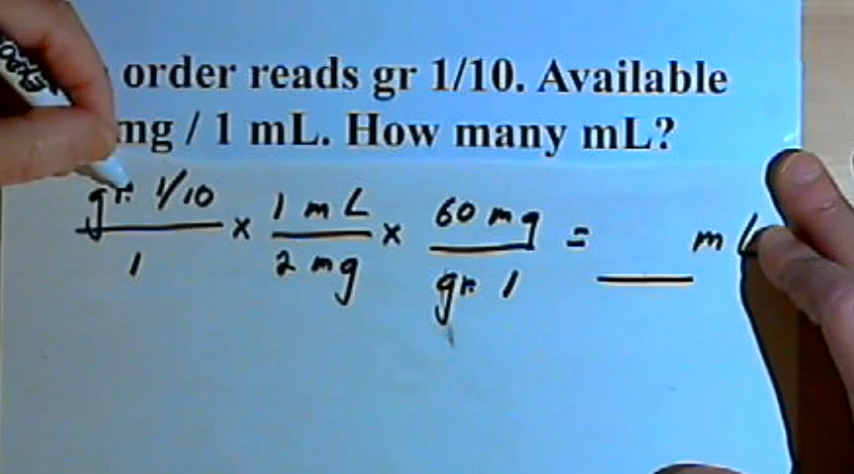 order reads gr 1/10. Available
mg / 1 mL. How many mL?
gr. 1/10 × 1 mL × 60 mg = ___ mL
1 2 mg gr 1